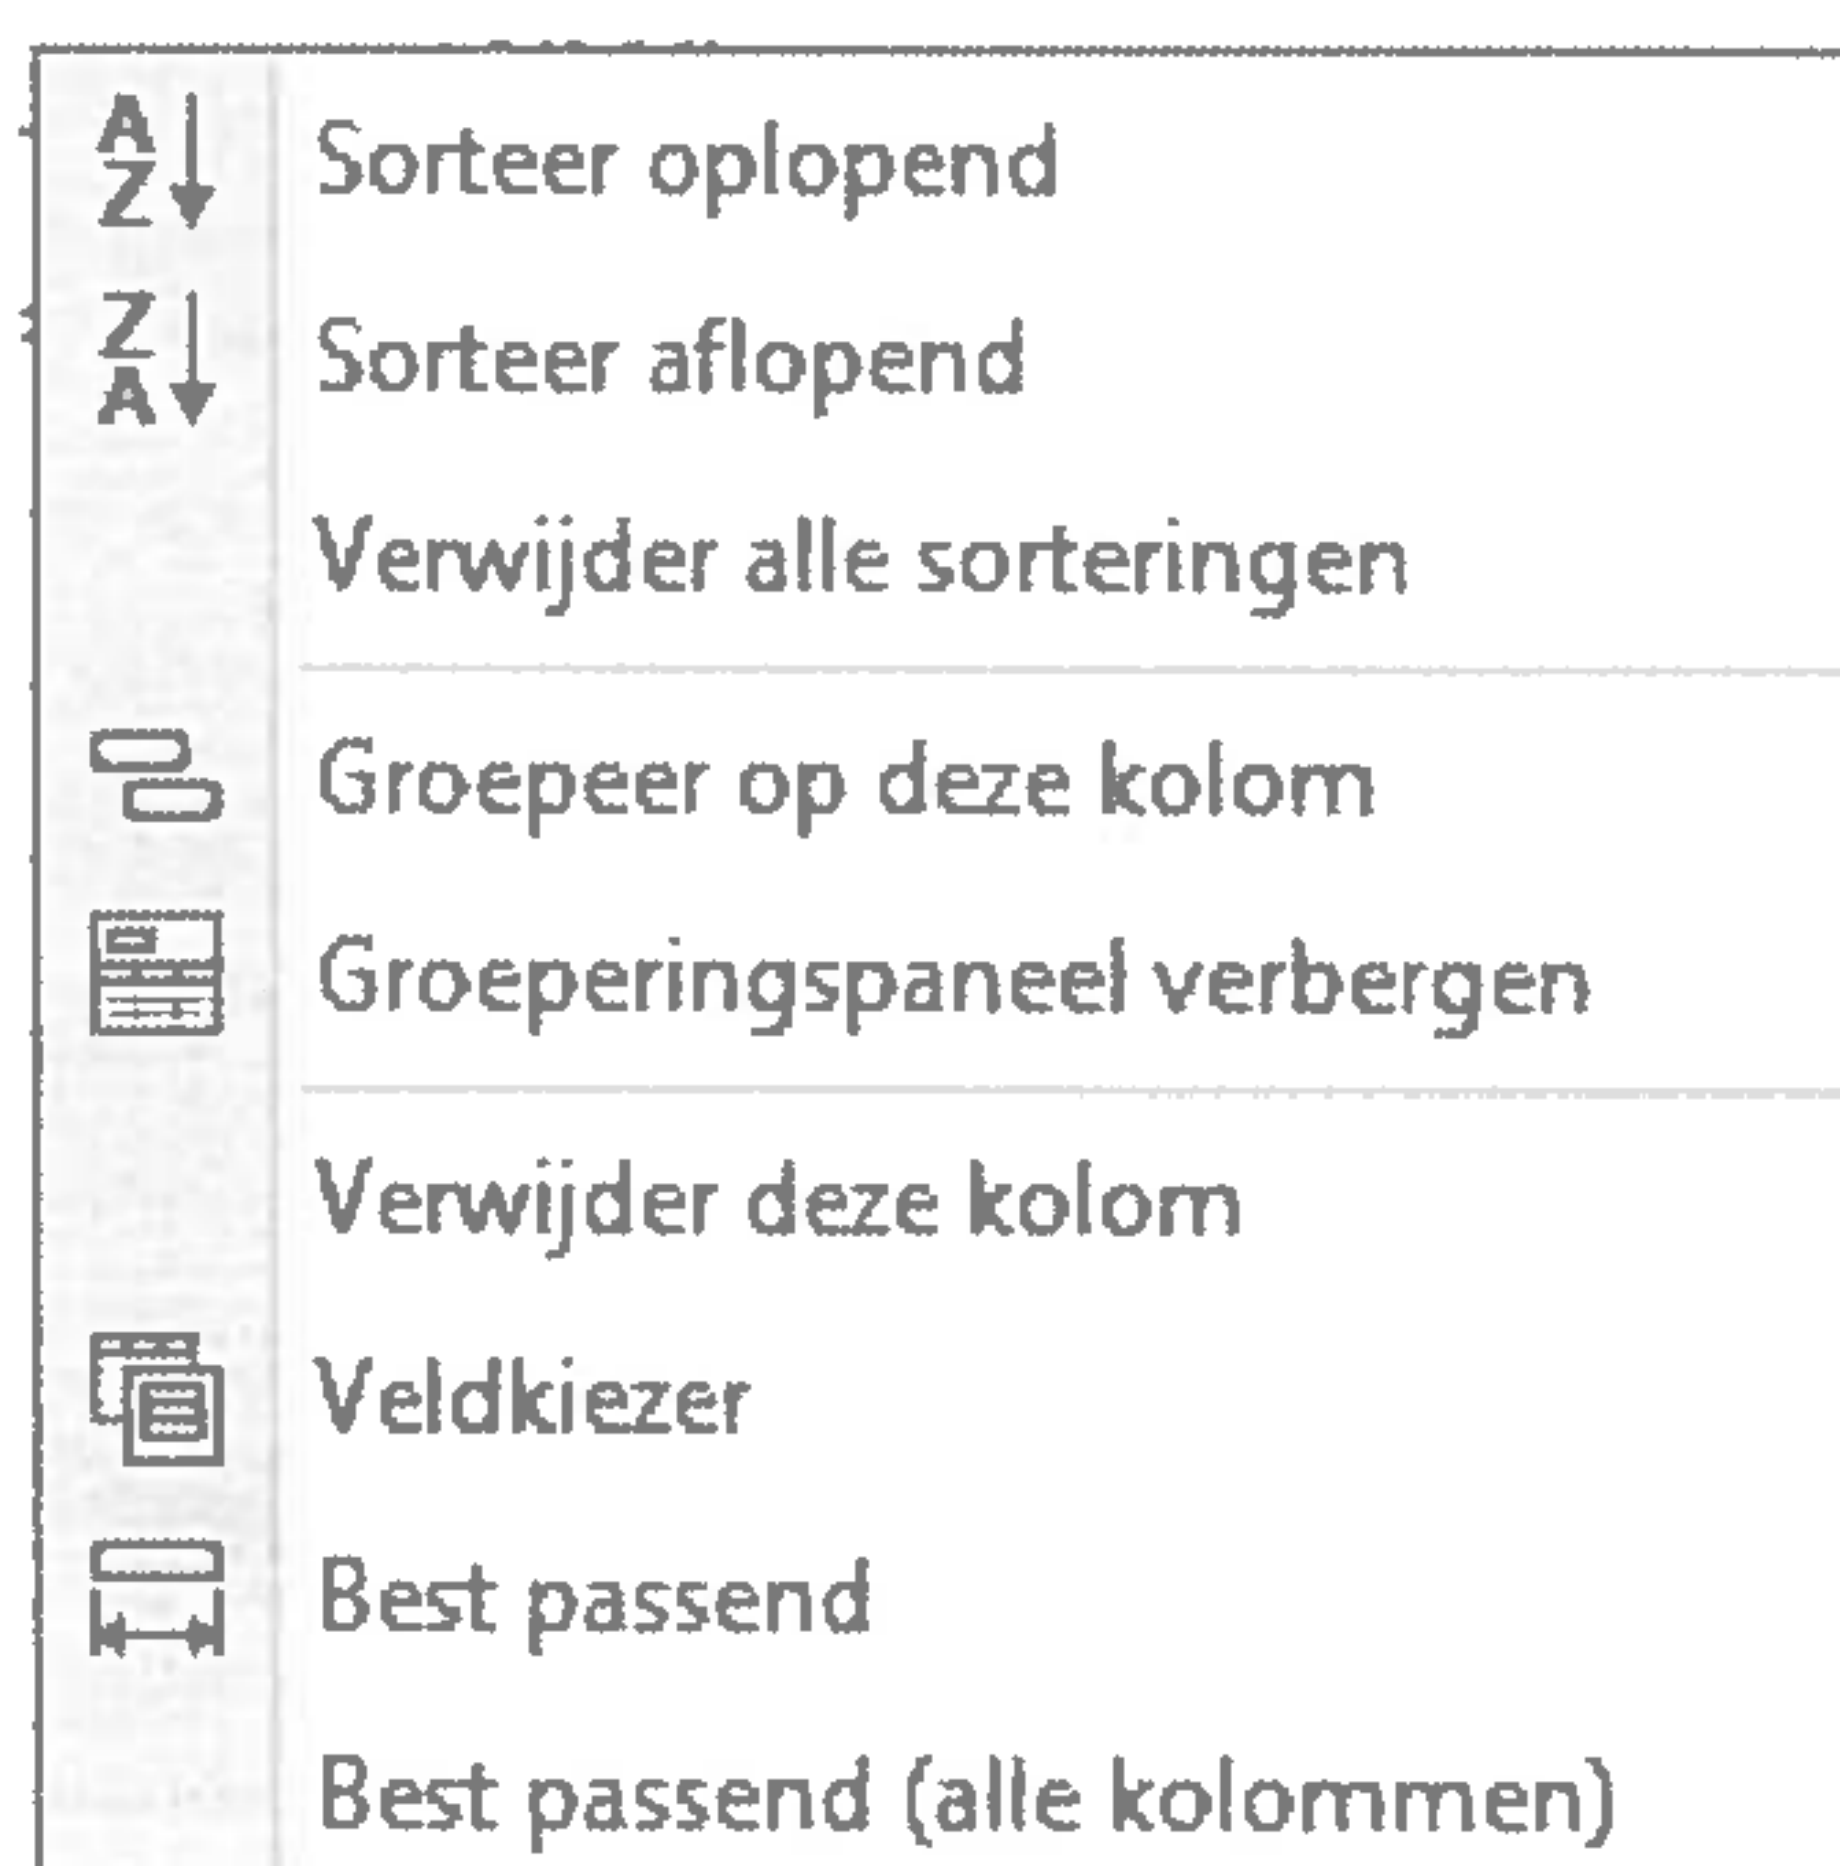 Sorteer oplopend
Sorteer aflopend
Verwijder alle sorteringen
Groepeer op deze kolom
Groeperingspaneel verbergen
Verwijder deze kolom
Veldkiezer
Best passend
Best passend (alle kolommen)